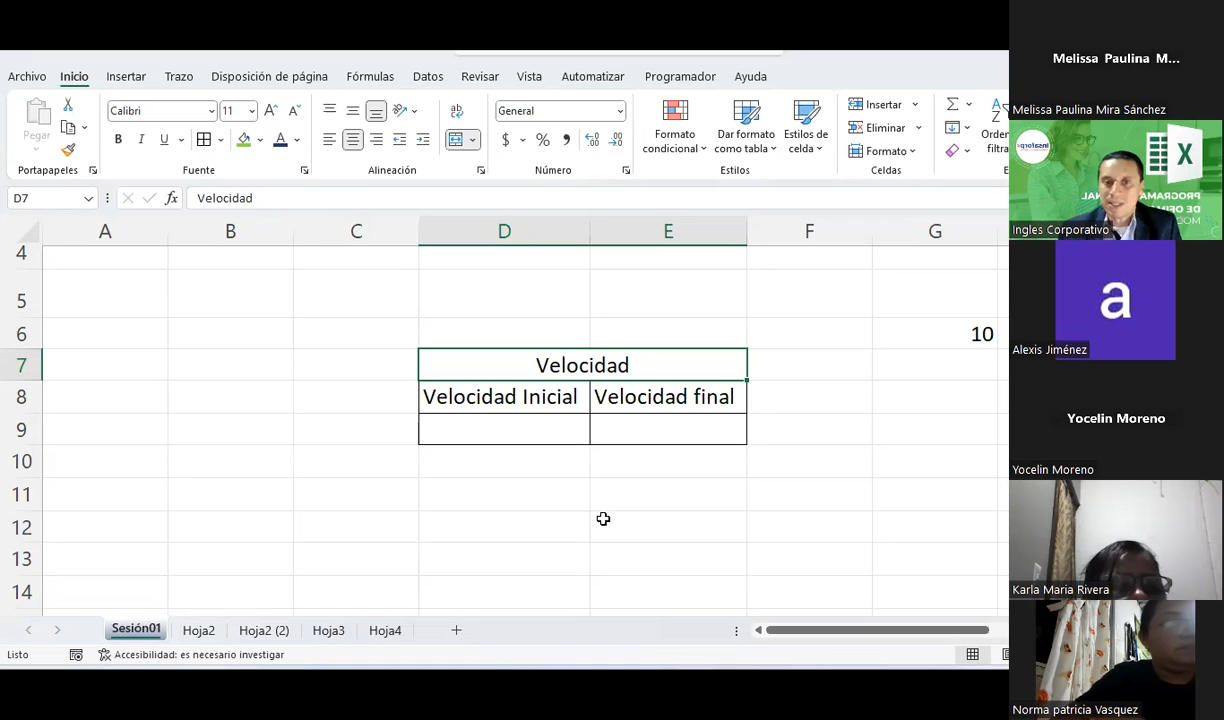 Archivo Inicio Insertar Trazo Disposición de página Fórmulas Datos Revisar Vista Automatizar Programador Ayuda
Pegar
Portapapeles
Calibri 11
N K S
Fuente
Alineación
General
$ % 000
Número
Formato condicional
Dar formato como tabla
Estilos de celda
Estilos
Insertar
Eliminar
Formato
Celdas
Orden
filtra
D7 fx Velocidad
A B C D E F G
4
5
6 10
7 Velocidad
8 Velocidad Inicial Velocidad final
9
10
11
12
13
14
Sesión01 Hoja2 Hoja2 (2) Hoja3 Hoja4
Listo Accesibilidad: es necesario investigar
Melissa Paulina M...
Melissa Paulina Mira Sánchez
Ingles Corporativo
a
Alexis Jiménez
Yocelin Moreno
Yocelin Moreno
Karla Maria Rivera
Norma patricia Vasquez